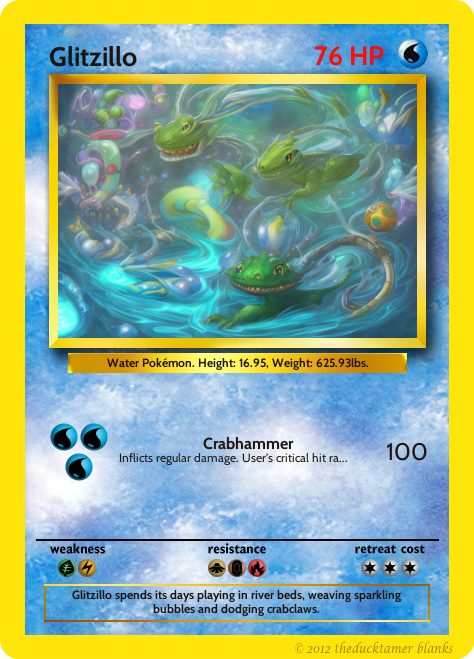 Glitzillo 76 HP
Water Pokémon. Height: 16.95, Weight: 625.93lbs.
Crabhammer
Inflicts regular damage. User's critical hit ra...
100
weakness resistance retreat cost
Glitzillo spends its days playing in river beds, weaving sparkling
bubbles and dodging crabclaws.
© 2012 theducktamer blanks